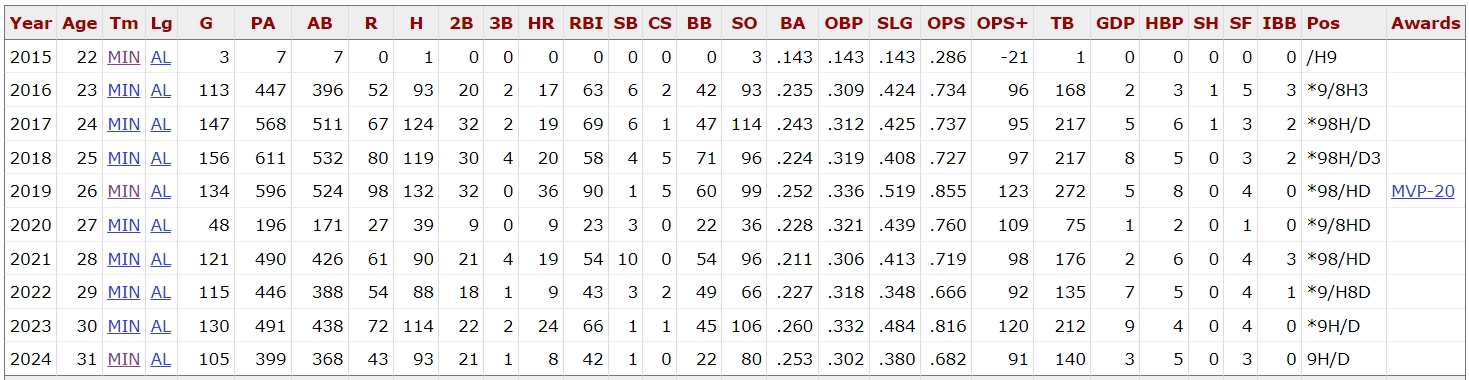 Year Age Tm Lg G PA AB R H 2B 3B HR RBI SB CS BB SO BA OBP SLG OPS OPS+ TB GDP HBP SH SF IBB Pos Awards
2015 22 MIN AL 3 7 7 0 1 0 0 0 0 0 0 0 3 .143 .143 .143 .286 -21 1 0 0 0 0 0 /H9
2016 23 MIN AL 113 447 396 52 93 20 2 17 63 6 2 42 93 .235 .309 .424 .734 96 168 2 3 1 5 3 *9/8H3
2017 24 MIN AL 147 568 511 67 124 32 2 19 69 6 1 47 114 .243 .312 .425 .737 95 217 5 6 1 3 2 *98H/D
2018 25 MIN AL 156 611 532 80 119 30 4 20 58 4 5 71 96 .224 .319 .408 .727 97 217 8 5 0 3 2 *98H/D3
2019 26 MIN AL 134 596 524 98 132 32 0 36 90 1 5 60 99 .252 .336 .519 .855 123 272 5 8 0 4 0 *98/HD MVP-20
2020 27 MIN AL 48 196 171 27 39 9 0 9 23 3 0 22 36 .228 .321 .439 .760 109 75 1 2 0 1 0 *9/8HD
2021 28 MIN AL 121 490 426 61 90 21 4 19 54 10 0 54 96 .211 .306 .413 .719 98 176 2 6 0 4 3 *98/HD
2022 29 MIN AL 115 446 388 54 88 18 1 9 43 3 2 49 66 .227 .318 .348 .666 92 135 7 5 0 4 1 *9/H8D
2023 30 MIN AL 130 491 438 72 114 22 2 24 66 1 1 45 106 .260 .332 .484 .816 120 212 9 4 0 4 0 *9H/D
2024 31 MIN AL 105 399 368 43 93 21 1 8 42 1 0 22 80 .253 .302 .380 .682 91 140 3 5 0 3 0 9H/D